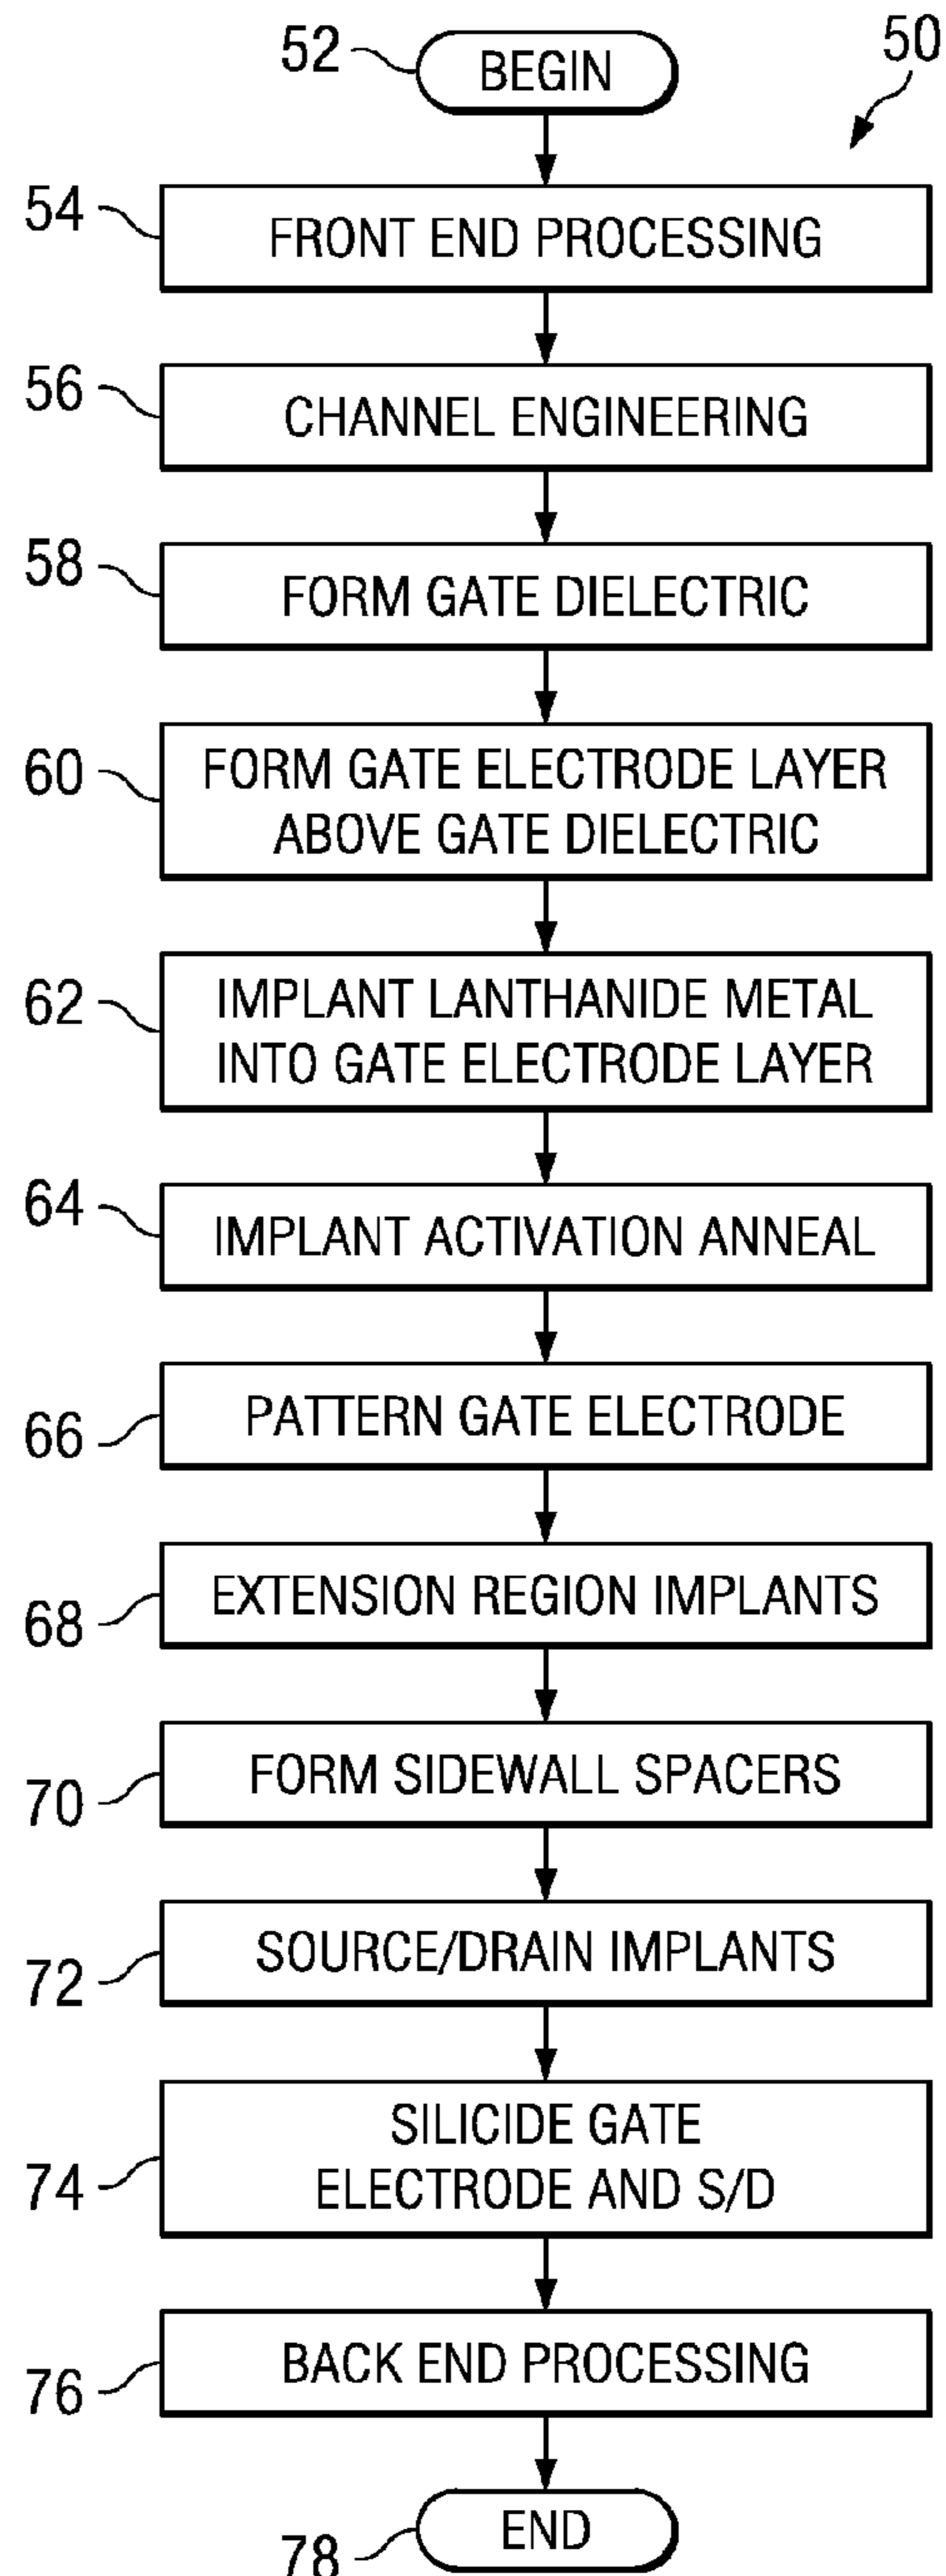 50
52
BEGIN
54
FRONT END PROCESSING
56
CHANNEL ENGINEERING
58
FORM GATE DIELECTRIC
60
FORM GATE ELECTRODE LAYER
ABOVE GATE DIELECTRIC
62
IMPLANT LANTHANIDE METAL
INTO GATE ELECTRODE LAYER
64
IMPLANT ACTIVATION ANNEAL
66
PATTERN GATE ELECTRODE
68
EXTENSION REGION IMPLANTS
70
FORM SIDEWALL SPACERS
72
SOURCE/DRAIN IMPLANTS
74
SILICIDE GATE
ELECTRODE AND S/D
76
BACK END PROCESSING
78
END